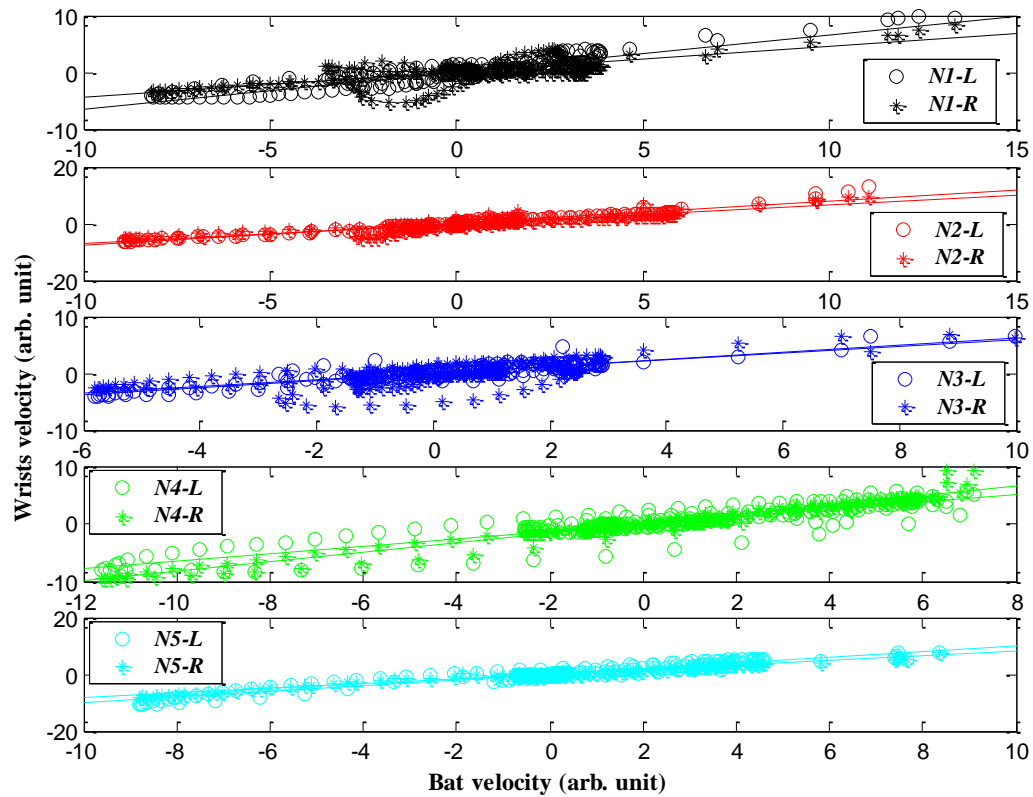 10
0
-10
-10 -5 0 5 10 15
N1-L
N1-R
20
0
-20
-10 -5 0 5 10 15
N2-L
N2-R
10
0
-10
-6 -4 -2 0 2 4 6 8 10
N3-L
N3-R
10
0
-10
-12 -10 -8 -6 -4 -2 0 2 4 6 8
N4-L
N4-R
20
0
-20
-10 -8 -6 -4 -2 0 2 4 6 8 10
N5-L
N5-R
Wrists velocity (arb. unit)
Bat velocity (arb. unit)